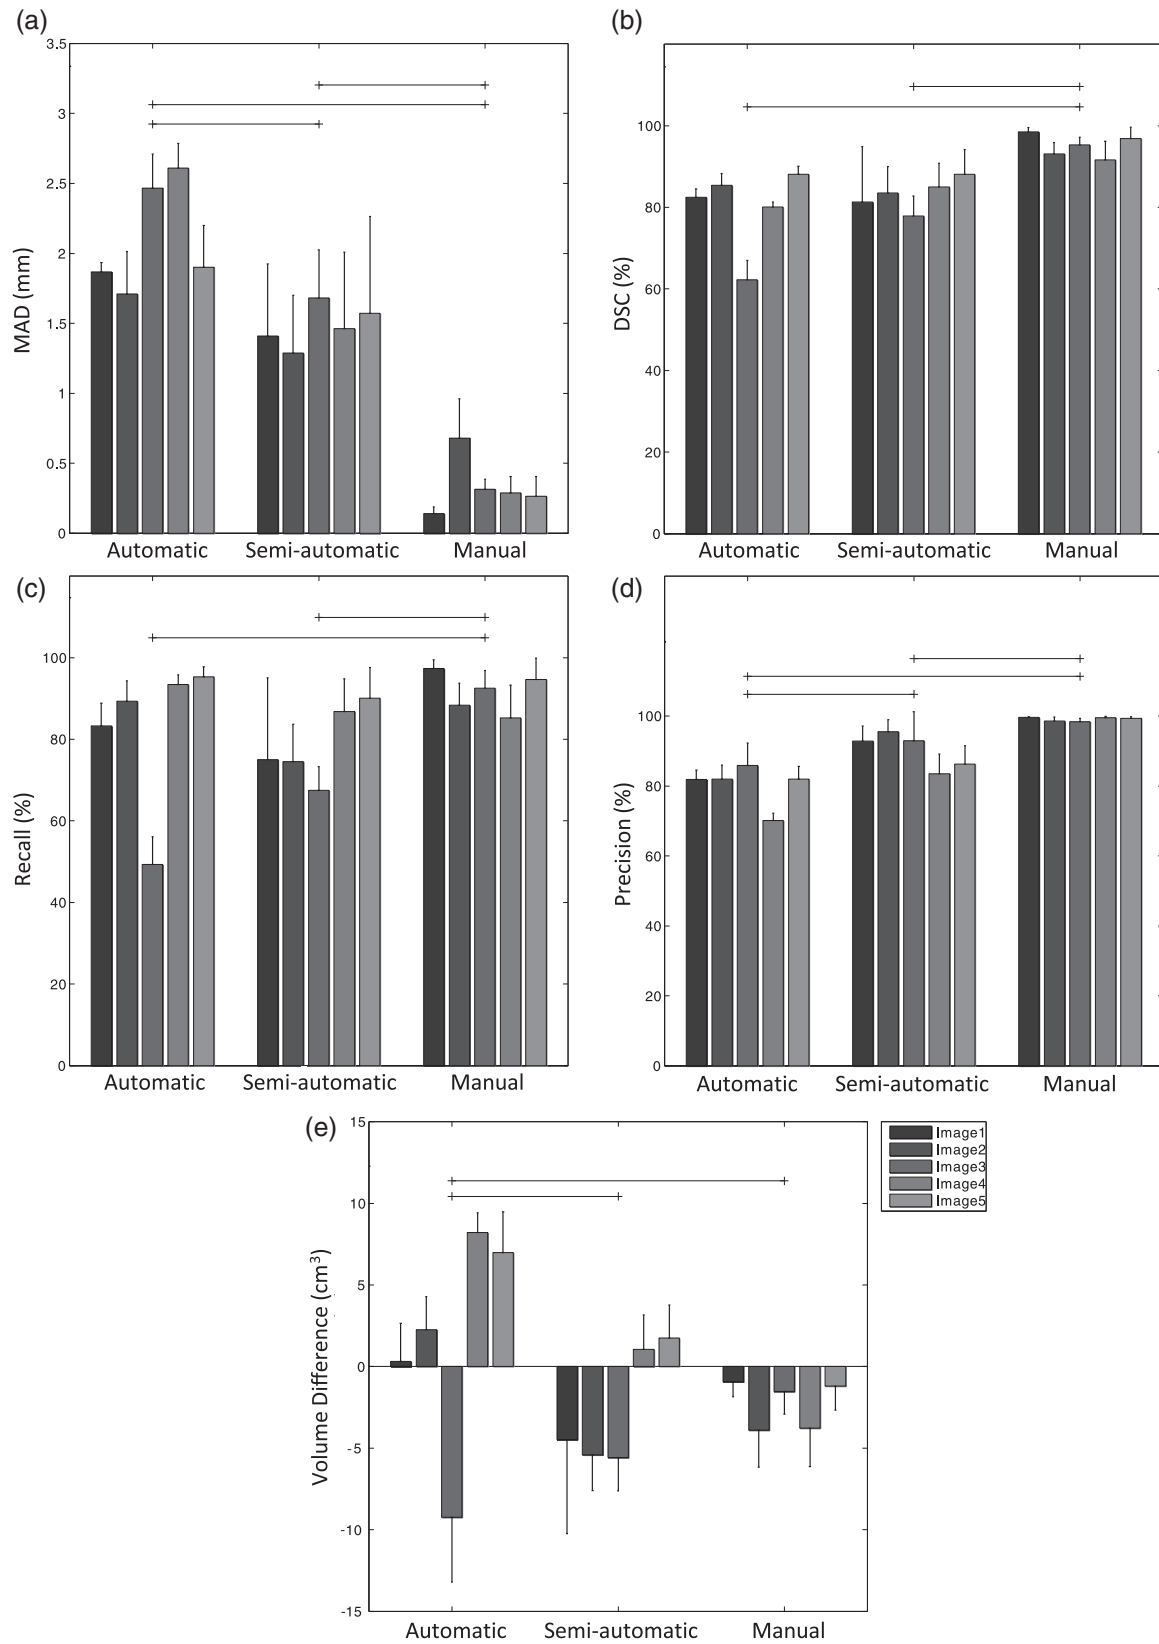 (a)
3.5
3
2.5
2
1.5
1
0.5
0
MAD (mm)
Automatic Semi-automatic Manual
(b)
100
80
60
40
20
0
DSC (%)
Automatic Semi-automatic Manual
(c)
100
80
60
40
20
0
Recall (%)
Automatic Semi-automatic Manual
(d)
100
80
60
40
20
0
Precision (%)
Automatic Semi-automatic Manual
(e)
15
10
5
0
-5
-10
-15
Volume Difference (cm³)
Automatic Semi-automatic Manual
Image1
Image2
Image3
Image4
Image5